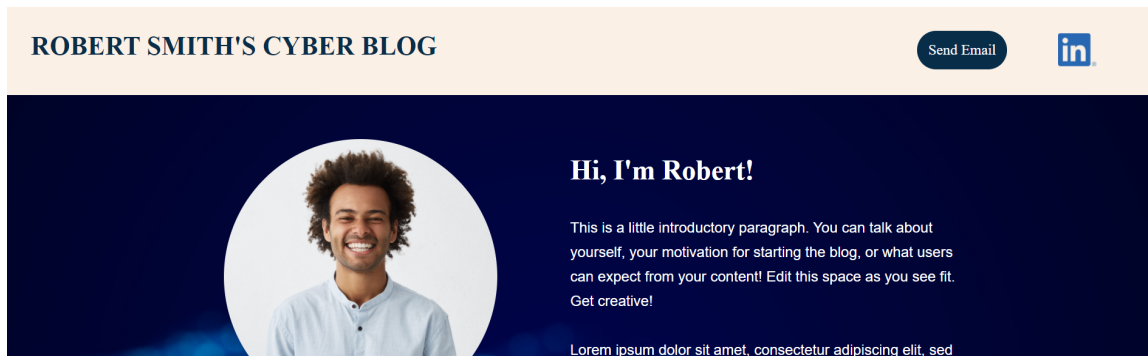 ROBERT SMITH'S CYBER BLOG
Send Email
in
Hi, I'm Robert!
This is a little introductory paragraph. You can talk about
yourself, your motivation for starting the blog, or what users
can expect from your content! Edit this space as you see fit.
Get creative!
Lorem ipsum dolor sit amet, consectetur adipiscing elit, sed